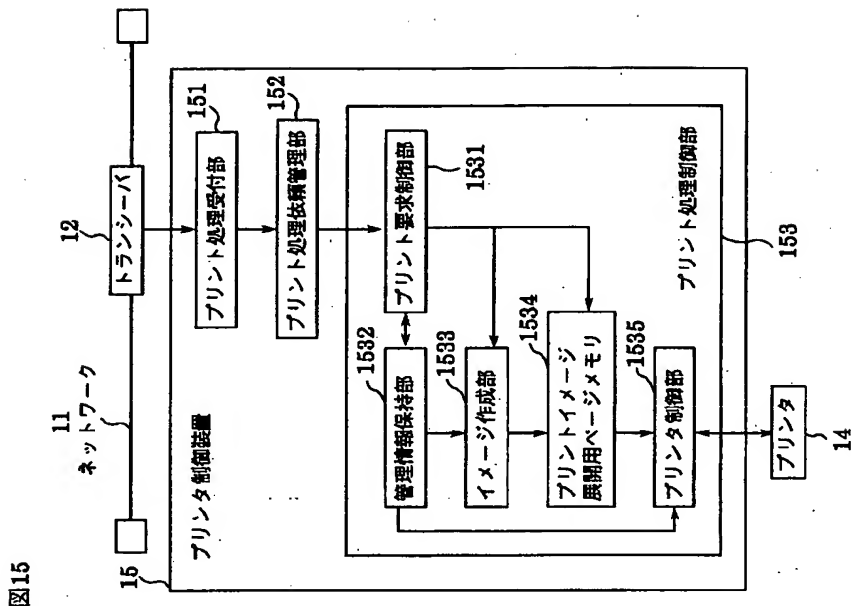 図15
11
ネットワーク
12
トランシーバ
15
プリンタ制御装置
151
プリント処理受付部
152
プリント処理依頼管理部
1531
プリント要求制御部
1532
管理情報保持部
1533
イメージ作成部
1534
プリントイメージ
展開用ページメモリ
1535
プリンタ制御部
プリント処理制御部
153
プリンタ
14